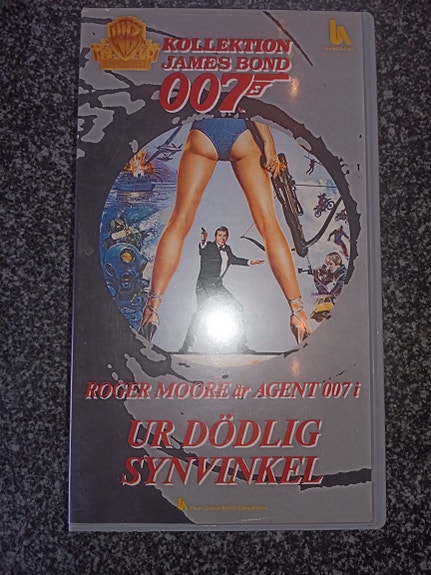 KOLLEKTION
JAMES BOND
007
ROGER MOORE är AGENT 007 i
UR DÖDLIG
SYNVINKEL